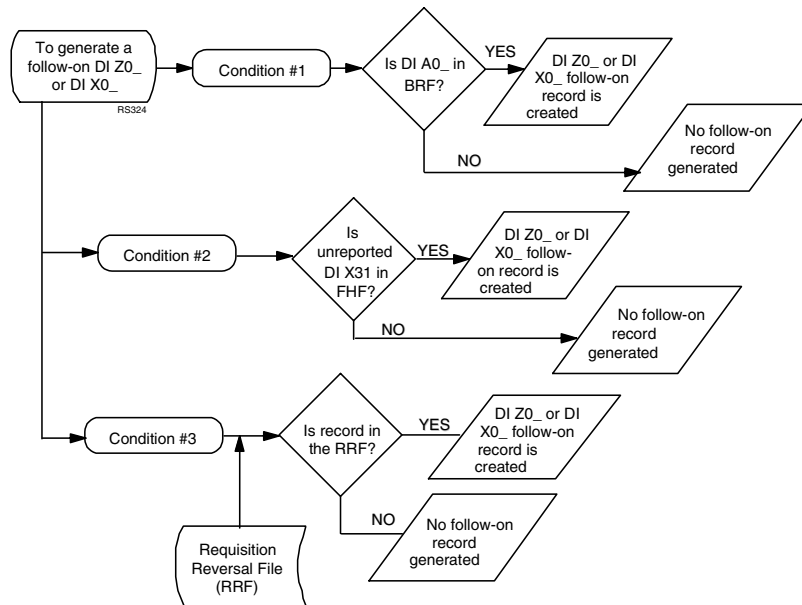 To generate a
follow-on DI Z0_
or DI X0_
RS324
Condition #1
Is DI A0_ in
BRF?
YES
DI Z0_ or DI
X0_ follow-on
record is
created
NO
No follow-on
record
generated
Condition #2
Is
unreported
DI X31 in
FHF?
YES
DI Z0_ or DI
X0_ follow-
on record is
created
NO
No follow-on
record
generated
Condition #3
Is record in
the RRF?
YES
DI Z0_ or DI
X0_ follow-on
record is
created
NO
No follow-on
record
generated
Requisition
Reversal File
(RRF)